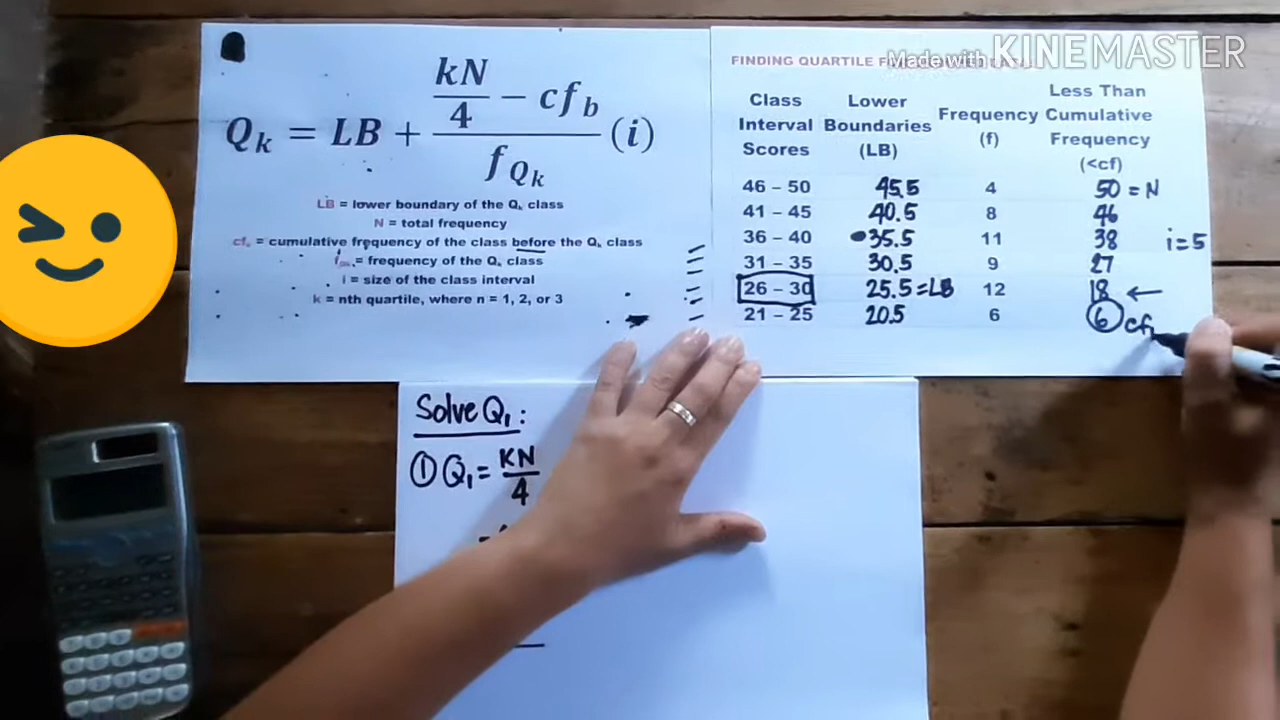 Made with KINEMASTER
Qk = LB + kN/4 − cfb / fQk (i)
LB = lower boundary of the Qk class
N = total frequency
cfb = cumulative frequency of the class before the Qk class
fQk = frequency of the Qk class
i = size of the class interval
k = nth quartile, where n = 1, 2, or 3
FINDING QUARTILE
Class Interval Scores
Lower Boundaries (LB)
Frequency (f)
Less Than Cumulative Frequency (<cf)
46 – 50 45.5 4 50 = N
41 – 45 40.5 8 46
36 – 40 35.5 11 38 i=5
31 – 35 30.5 9 27
26 – 30 25.5=LB 12 18 ←
21 – 25 20.5 6 6 cf
Solve Q1:
① Q1 = KN/4